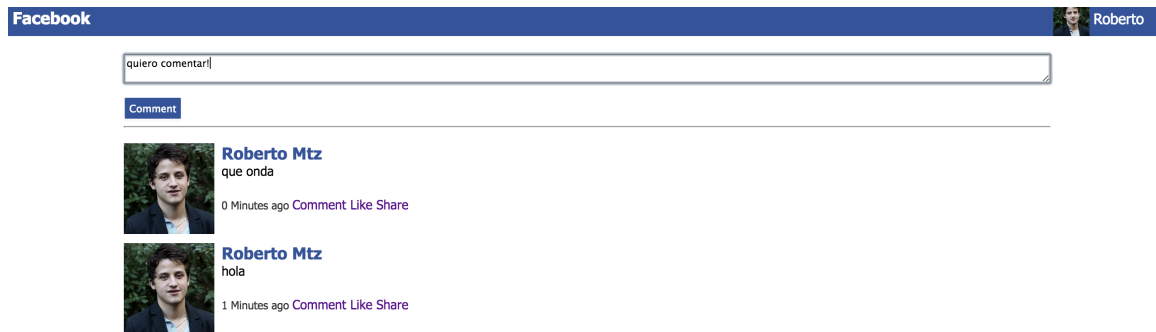 Facebook
Roberto
quiero comentar!
Comment
Roberto Mtz
que onda
0 Minutes ago Comment Like Share
Roberto Mtz
hola
1 Minutes ago Comment Like Share